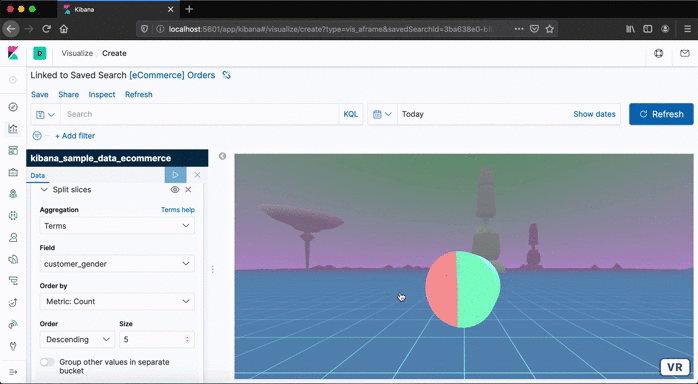 Kibana
localhost:5601/app/kibana#/visualize/create?type=vis_aframe&savedSearchId=3ba638e0-b8
D Visualize Create
Linked to Saved Search [eCommerce] Orders
Save Share Inspect Refresh
Search KQL Today Show dates Refresh
+ Add filter
kibana_sample_data_ecommerce
Data
Split slices
Aggregation Terms help
Terms
Field
customer_gender
Order by
Metric: Count
Order Size
Descending 5
Group other values in separate
bucket
VR